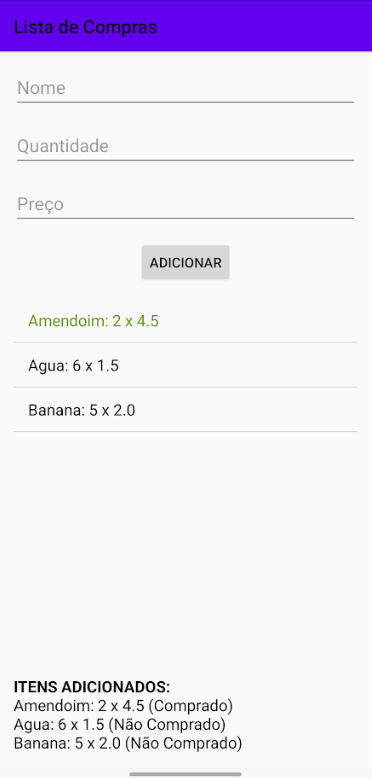 Lista de Compras
Nome
Quantidade
Preço
ADICIONAR
Amendoim: 2 x 4.5
Agua: 6 x 1.5
Banana: 5 x 2.0
ITENS ADICIONADOS:
Amendoim: 2 x 4.5 (Comprado)
Agua: 6 x 1.5 (Não Comprado)
Banana: 5 x 2.0 (Não Comprado)